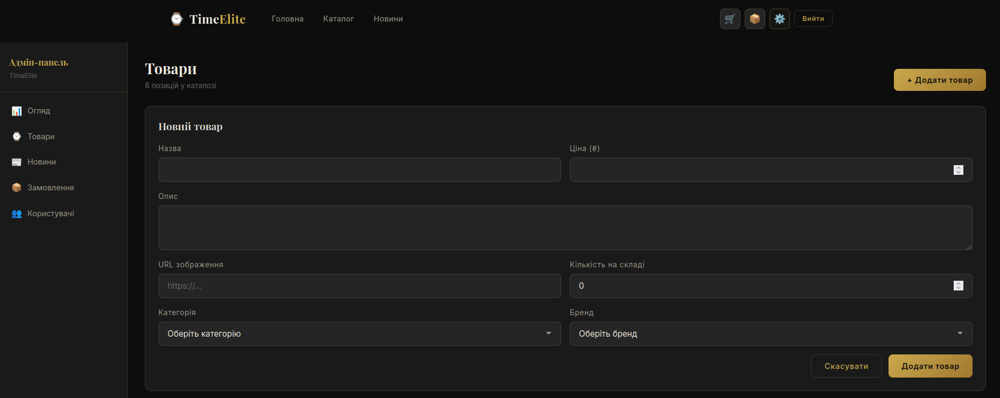 TimeElite
Головна
Каталог
Новини
Вийти
Адмін-панель
TimeElite
Огляд
Товари
Новини
Замовлення
Користувачі
Товари
8 позицій у каталозі
+ Додати товар
Новий товар
Назва
Ціна (₴)
Опис
URL зображення
Кількість на складі
https://...
0
Категорія
Бренд
Оберіть категорію
Оберіть бренд
Скасувати
Додати товар